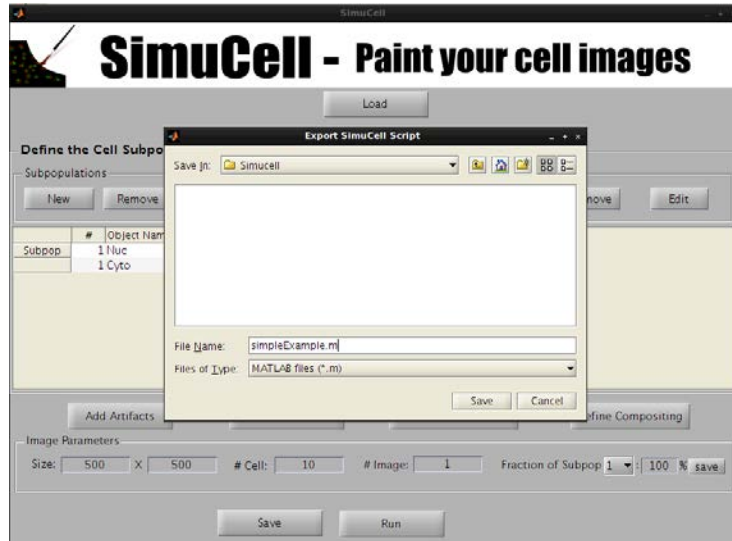 SimuCell
SimuCell - Paint your cell images
Load
Export SimuCell Script
Define the Cell Subpo
Save In: Simucell
Subpopulations
New Remove nove Edit
# Object Nam
Subpop 1 Nuc
1 Cyto
File Name: simpleExample.m
Files of Type: MATLAB files (*.m)
Save Cancel
Add Artifacts efine Compositing
Image Parameters
Size: 500 X 500 # Cell: 10 # Image: 1 Fraction of Subpop 1 : 100 % save
Save Run